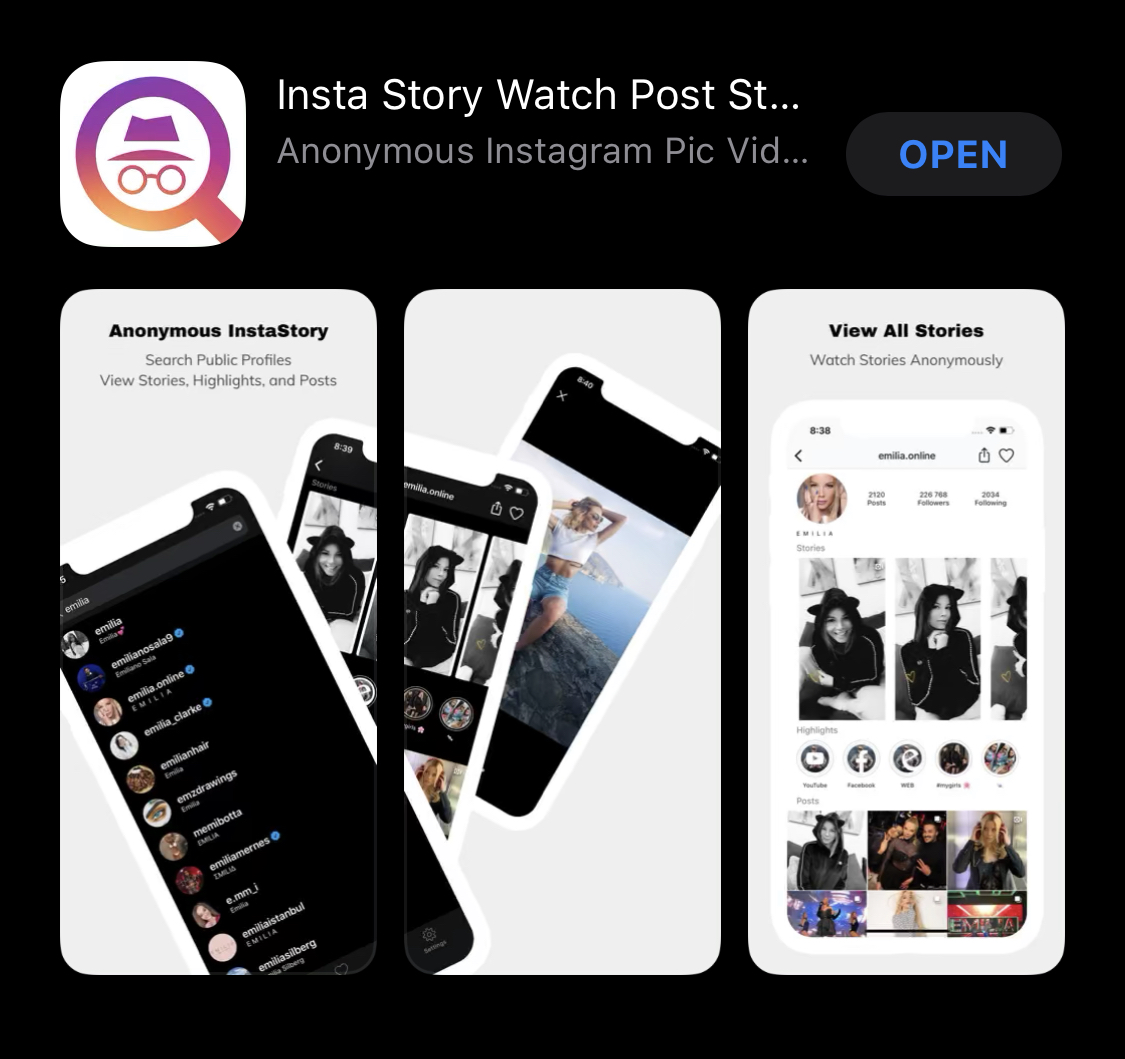 Insta Story Watch Post St...
Anonymous Instagram Pic Vid...
OPEN
Anonymous InstaStory
Search Public Profiles
View Stories, Highlights, and Posts
8:39
Stories
emilia
emilia
Emilia💕
emilianosala9
Emiliano Sala
emilia.online
E M I L I A
emilia_clarke
emilianhair
Emilia
emzdrawings
Emilia
memibotta
EMILIA
emiliamernes
e.mm_i
Emilia
emiliaistanbul
E M I L I A
emiliasilberg
Emilia Silberg
8:40
emilia.online
Settings
View All Stories
Watch Stories Anonymously
8:38
emilia.online
2120
226 768
2034
Posts
Followers
Following
E M I L I A
Stories
Highlights
YouTube
Facebook
WEB
#mygirls 🌸
Posts
EMILIA